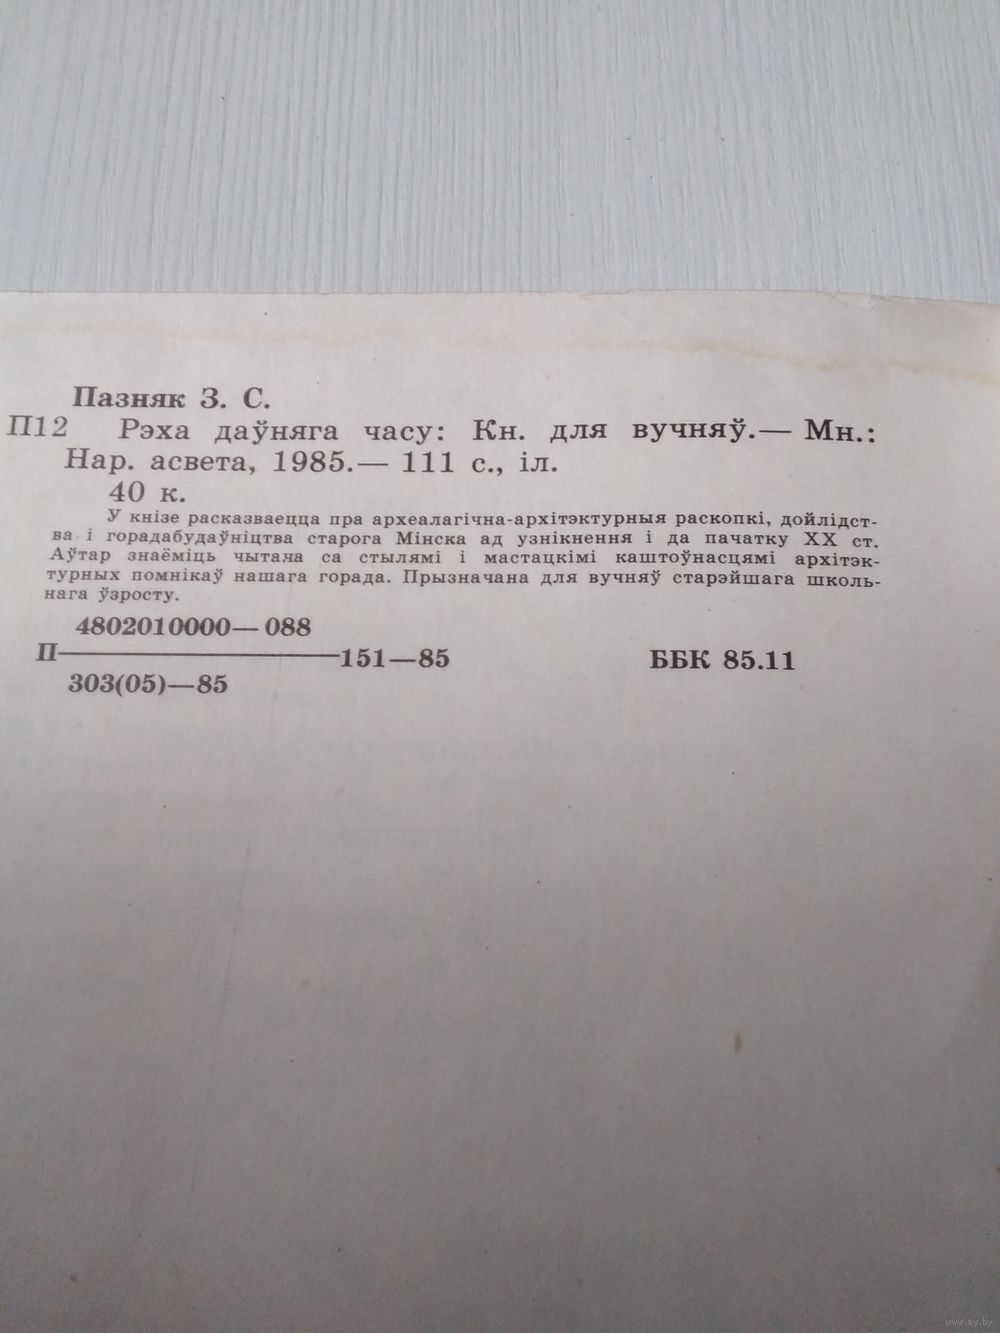 Пазняк З. С.
П12 Рэха даўняга часу: Кн. для вучняў.— Мн.:
Нар. асвета, 1985.— 111 с., іл.
40 к.
У кнізе расказваецца пра археалагічна-архітэктурныя раскопкі, дойлідст-
ва і горадабудаўніцтва старога Мінска ад узнікнення і да пачатку XX ст.
Аўтар знаёміць чытача са стылямі і мастацкімі каштоўнасцямі архітэк-
турных помнікаў нашага горада. Прызначана для вучняў старэйшага школь-
нага ўзросту.
4802010000—088
П—151—85 ББК 85.11
303(05)—85
www.ay.by